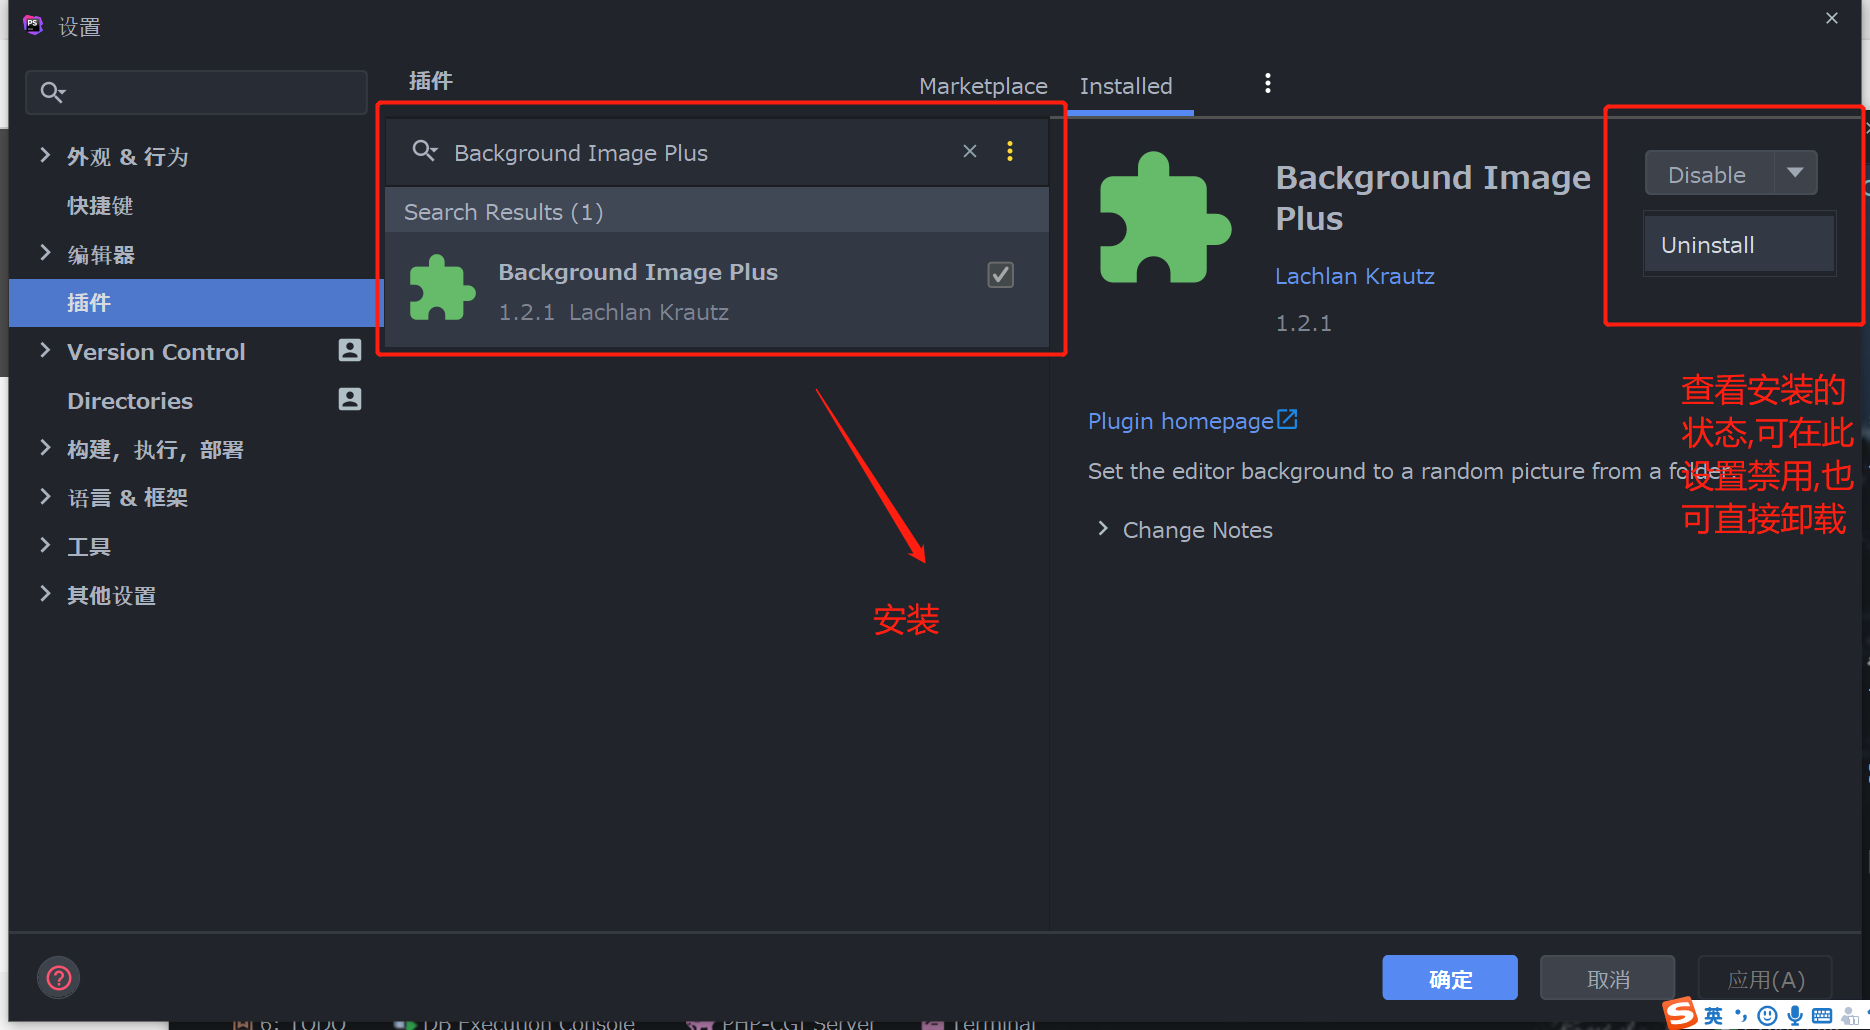 PS
设置
插件
Marketplace
Installed
外观 & 行为
快捷键
编辑器
插件
Version Control
Directories
构建，执行，部署
语言 & 框架
工具
其他设置
Background Image Plus
Search Results (1)
Background Image Plus
1.2.1 Lachlan Krautz
安装
Background Image
Plus
Lachlan Krautz
1.2.1
Disable
Uninstall
查看安装的
状态,可在此
设置禁用,也
可直接卸载
Plugin homepage
Set the editor background to a random picture from a folder.
Change Notes
确定
取消
应用(A)
6: TODO
DB Execution Console
PHP-CGI Server
Terminal
英